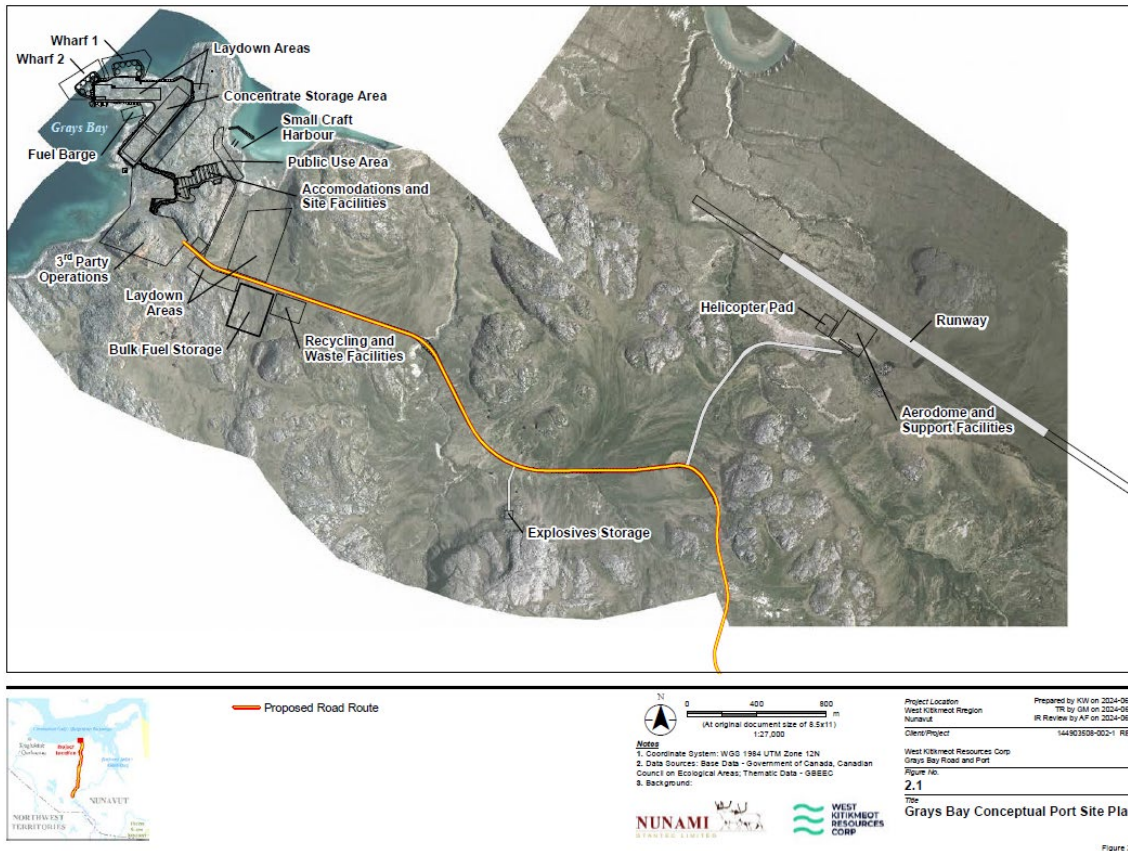 Wharf 1
Wharf 2
Laydown Areas
Concentrate Storage Area
Grays Bay
Small Craft
Harbour
Fuel Barge
Public Use Area
Accomodations and
Site Facilities
3rd Party
Operations
Laydown
Areas
Bulk Fuel Storage
Recycling and
Waste Facilities
Helicopter Pad
Runway
Aerodome and
Support Facilities
Explosives Storage
Proposed Road Route
Project
Location
NUNAVUT
NORTHWEST
TERRITORIES
N
0 400 800
m
(At original document size of 8.5x11)
1:27,000
Notes
1. Coordinate System: WGS 1984 UTM Zone 12N
2. Data Sources: Base Data - Government of Canada, Canadian
Council on Ecological Areas; Thematic Data - GBEEC
3. Background:
NUNAMI
STANTEC LIMITED
WEST
KITIKMEOT
RESOURCES
CORP
Project Location
West Kitikmeot Rregion
Nunavut
Prepared by KW on 2024-06
TR by GM on 2024-06
IR Review by AF on 2024-06
Client/Project
144903508-002-1 RE
West Kitikmeot Resources Corp
Grays Bay Road and Port
Figure No.
2.1
Title
Grays Bay Conceptual Port Site Pla
Figure